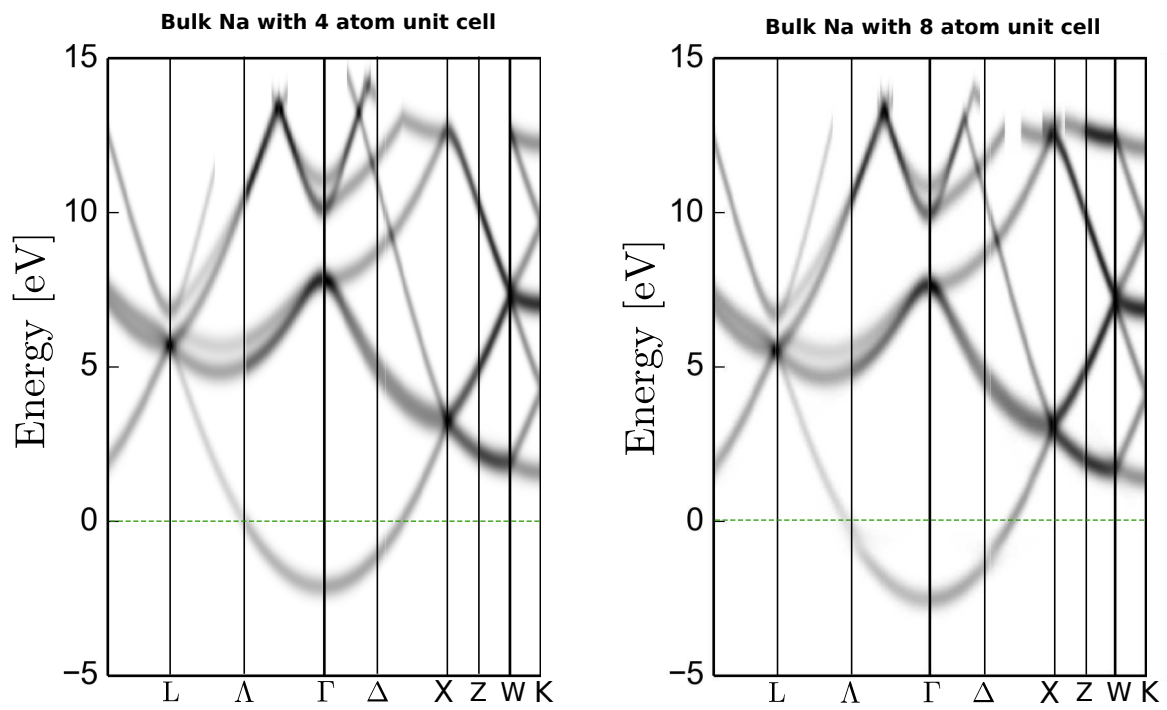 Bulk Na with 4 atom unit cell
15
10
5
0
−5
Energy [eV]
L Λ Γ Δ X Z W K
Bulk Na with 8 atom unit cell
15
10
5
0
−5
Energy [eV]
L Λ Γ Δ X Z W K